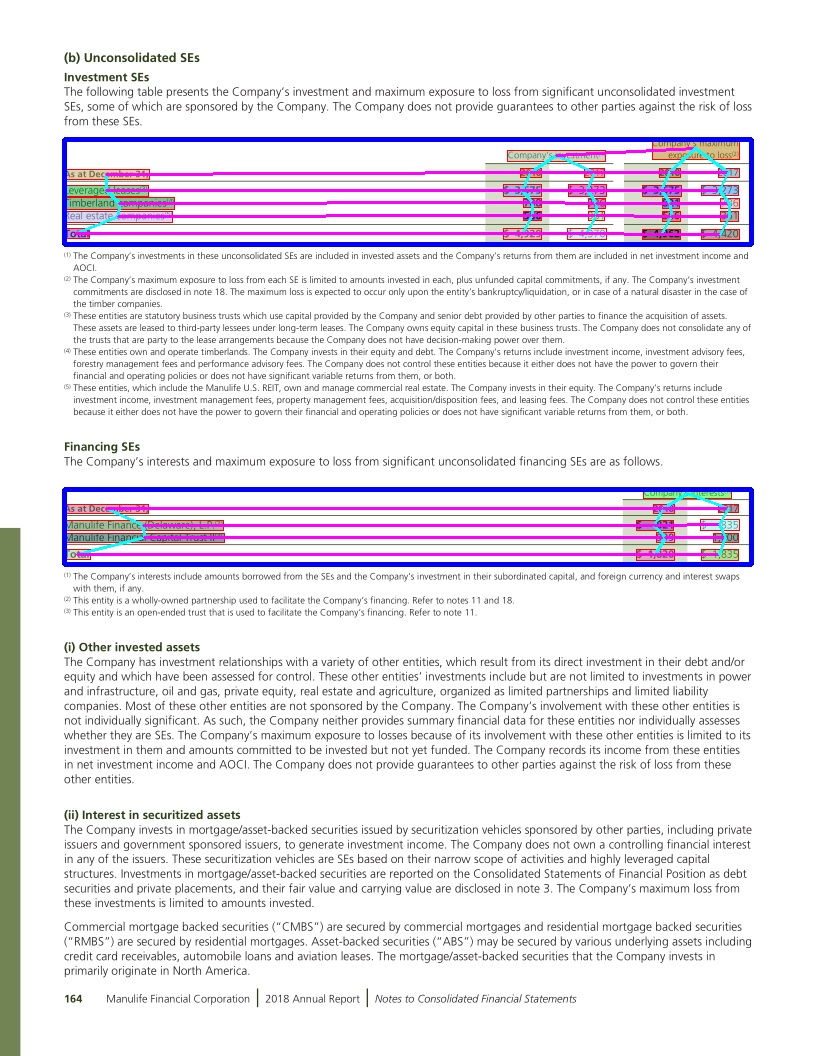 (b) Unconsolidated SEs
Investment SEs
The following table presents the Company's investment and maximum exposure to loss from significant unconsolidated investment
SEs, some of which are sponsored by the Company. The Company does not provide guarantees to other parties against the risk of loss
from these SEs.
Company's maximum
Company's investment exposure to loss(2)
As at December 31,
Leveraged leases
Timberland companies
Real estate companies
Total
(1) The Company's investments in these unconsolidated SEs are included in invested assets and the Company's returns from them are included in net investment income and
AOCI.
(2) The Company's maximum exposure to loss from each SE is limited to amounts invested in each, plus unfunded capital commitments, if any. The Company's investment
commitments are disclosed in note 18. The maximum loss is expected to occur only upon the entity's bankruptcy/liquidation, or in case of a natural disaster in the case of
the timber companies.
(3) These entities are statutory business trusts which use capital provided by the Company and senior debt provided by other parties to finance the acquisition of assets.
These assets are leased to third-party lessees under long-term leases. The Company owns equity capital in these business trusts. The Company does not consolidate any of
the trusts that are party to the lease arrangements because the Company does not have decision-making power over them.
(4) These entities own and operate timberlands. The Company invests in their equity and debt. The Company's returns include investment income, investment advisory fees,
forestry management fees and performance advisory fees. The Company does not control these entities because it either does not have the power to govern their
financial and operating policies or does not have significant variable returns from them, or both.
(5) These entities, which include the Manulife U.S. REIT, own and manage commercial real estate. The Company invests in their equity. The Company's returns include
investment income, investment management fees, property management fees, acquisition/disposition fees, and leasing fees. The Company does not control these entities
because it either does not have the power to govern their financial and operating policies or does not have significant variable returns from them, or both.
Financing SEs
The Company's interests and maximum exposure to loss from significant unconsolidated financing SEs are as follows.
Company's interests
As at December 31,
Manulife Finance (Delaware), L.P.
Manulife Financial Capital Trust II
Total
(1) The Company's interests include amounts borrowed from the SEs and the Company's investment in their subordinated capital, and foreign currency and interest swaps
with them, if any.
(2) This entity is a wholly-owned partnership used to facilitate the Company's financing. Refer to notes 11 and 18.
(3) This entity is an open-ended trust that is used to facilitate the Company's financing. Refer to note 11.
(i) Other invested assets
The Company has investment relationships with a variety of other entities, which result from its direct investment in their debt and/or
equity and which have been assessed for control. These other entities' investments include but are not limited to investments in power
and infrastructure, oil and gas, private equity, real estate and agriculture, organized as limited partnerships and limited liability
companies. Most of these other entities are not sponsored by the Company. The Company's involvement with these other entities is
not individually significant. As such, the Company neither provides summary financial data for these entities nor individually assesses
whether they are SEs. The Company's maximum exposure to losses because of its involvement with these other entities is limited to its
investment in them and amounts committed to be invested but not yet funded. The Company records its income from these entities
in net investment income and AOCI. The Company does not provide guarantees to other parties against the risk of loss from these
other entities.
(ii) Interest in securitized assets
The Company invests in mortgage/asset-backed securities issued by securitization vehicles sponsored by other parties, including private
issuers and government sponsored issuers, to generate investment income. The Company does not own a controlling financial interest
in any of the issuers. These securitization vehicles are SEs based on their narrow scope of activities and highly leveraged capital
structures. Investments in mortgage/asset-backed securities are reported on the Consolidated Statements of Financial Position as debt
securities and private placements, and their fair value and carrying value are disclosed in note 3. The Company's maximum loss from
these investments is limited to amounts invested.
Commercial mortgage backed securities ("CMBS") are secured by commercial mortgages and residential mortgage backed securities
("RMBS") are secured by residential mortgages. Asset-backed securities ("ABS") may be secured by various underlying assets including
credit card receivables, automobile loans and aviation leases. The mortgage/asset-backed securities that the Company invests in
primarily originate in North America.
164 Manulife Financial Corporation | 2018 Annual Report | Notes to Consolidated Financial Statements